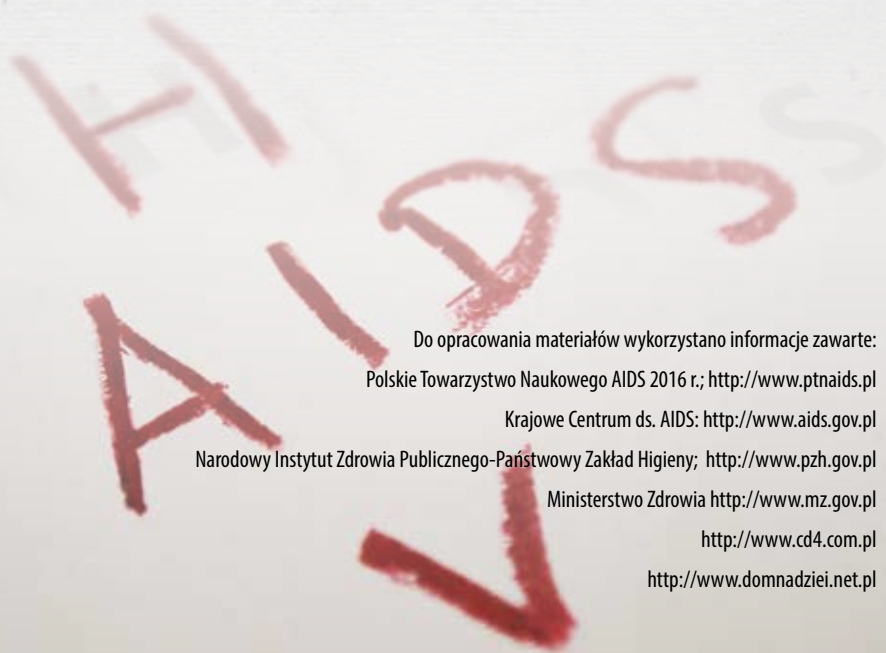 HI
AIDS
V
Do opracowania materiałów wykorzystano informacje zawarte:
Polskie Towarzystwo Naukowego AIDS 2016 r.; http://www.ptnaids.pl
Krajowe Centrum ds. AIDS: http://www.aids.gov.pl
Narodowy Instytut Zdrowia Publicznego-Państwowy Zakład Higieny; http://www.pzh.gov.pl
Ministerstwo Zdrowia http://www.mz.gov.pl
http://www.cd4.com.pl
http://www.domnadziei.net.pl